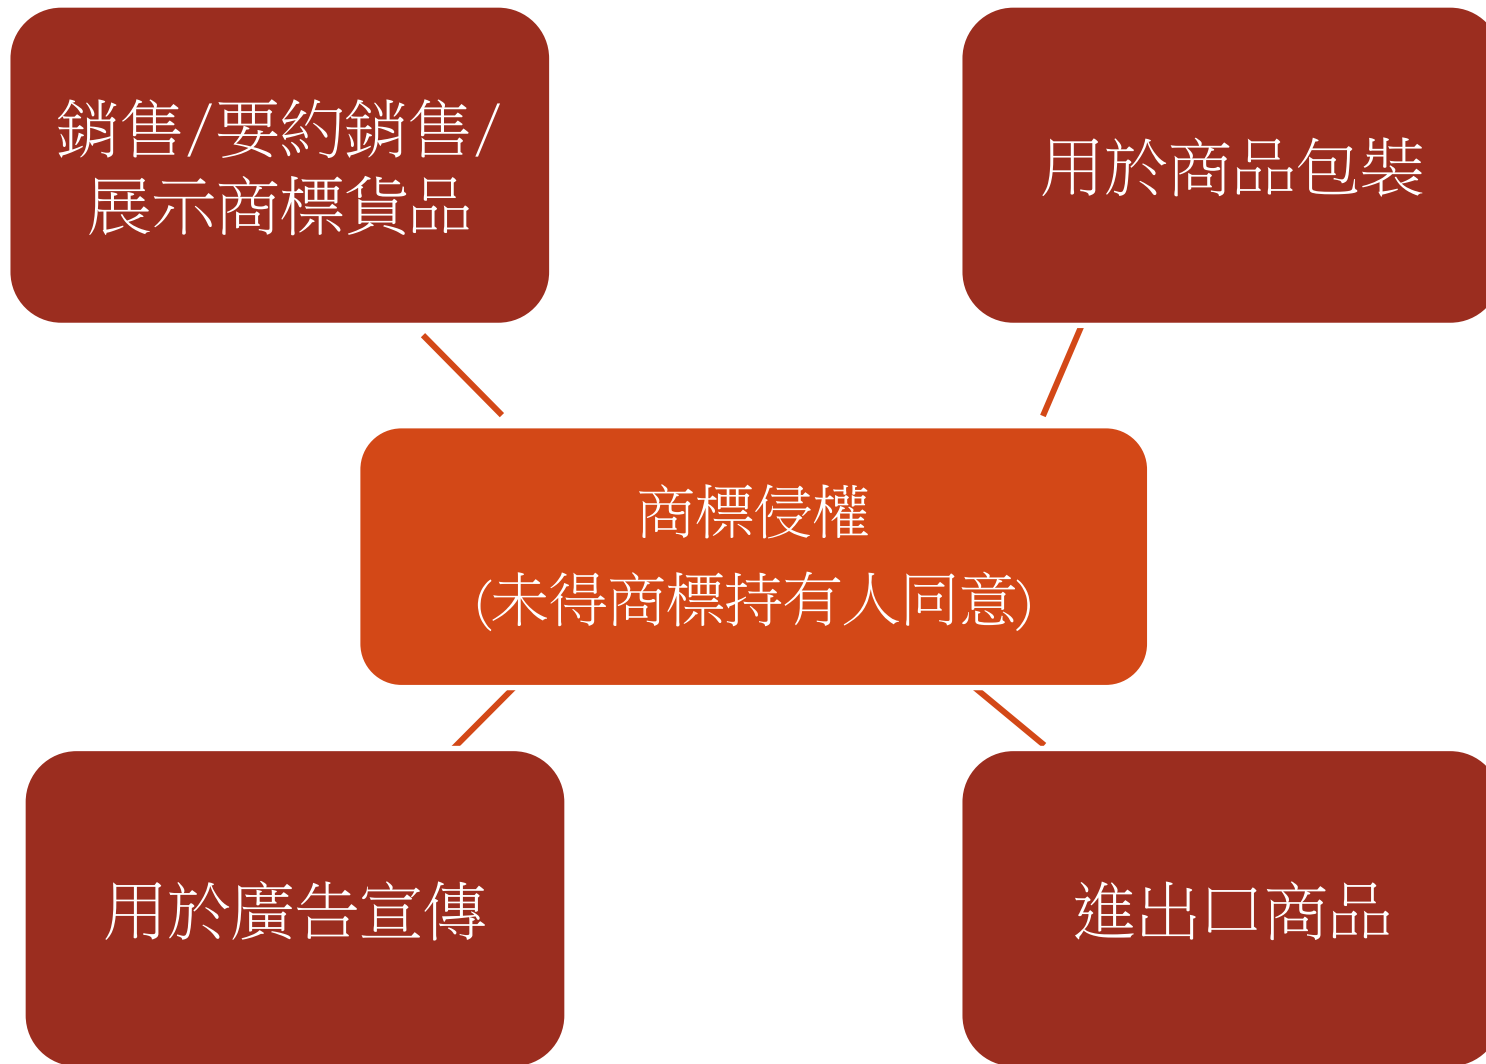 銷售/要約銷售/
展示商標貨品
用於商品包裝
商標侵權
(未得商標持有人同意)
用於廣告宣傳
進出口商品